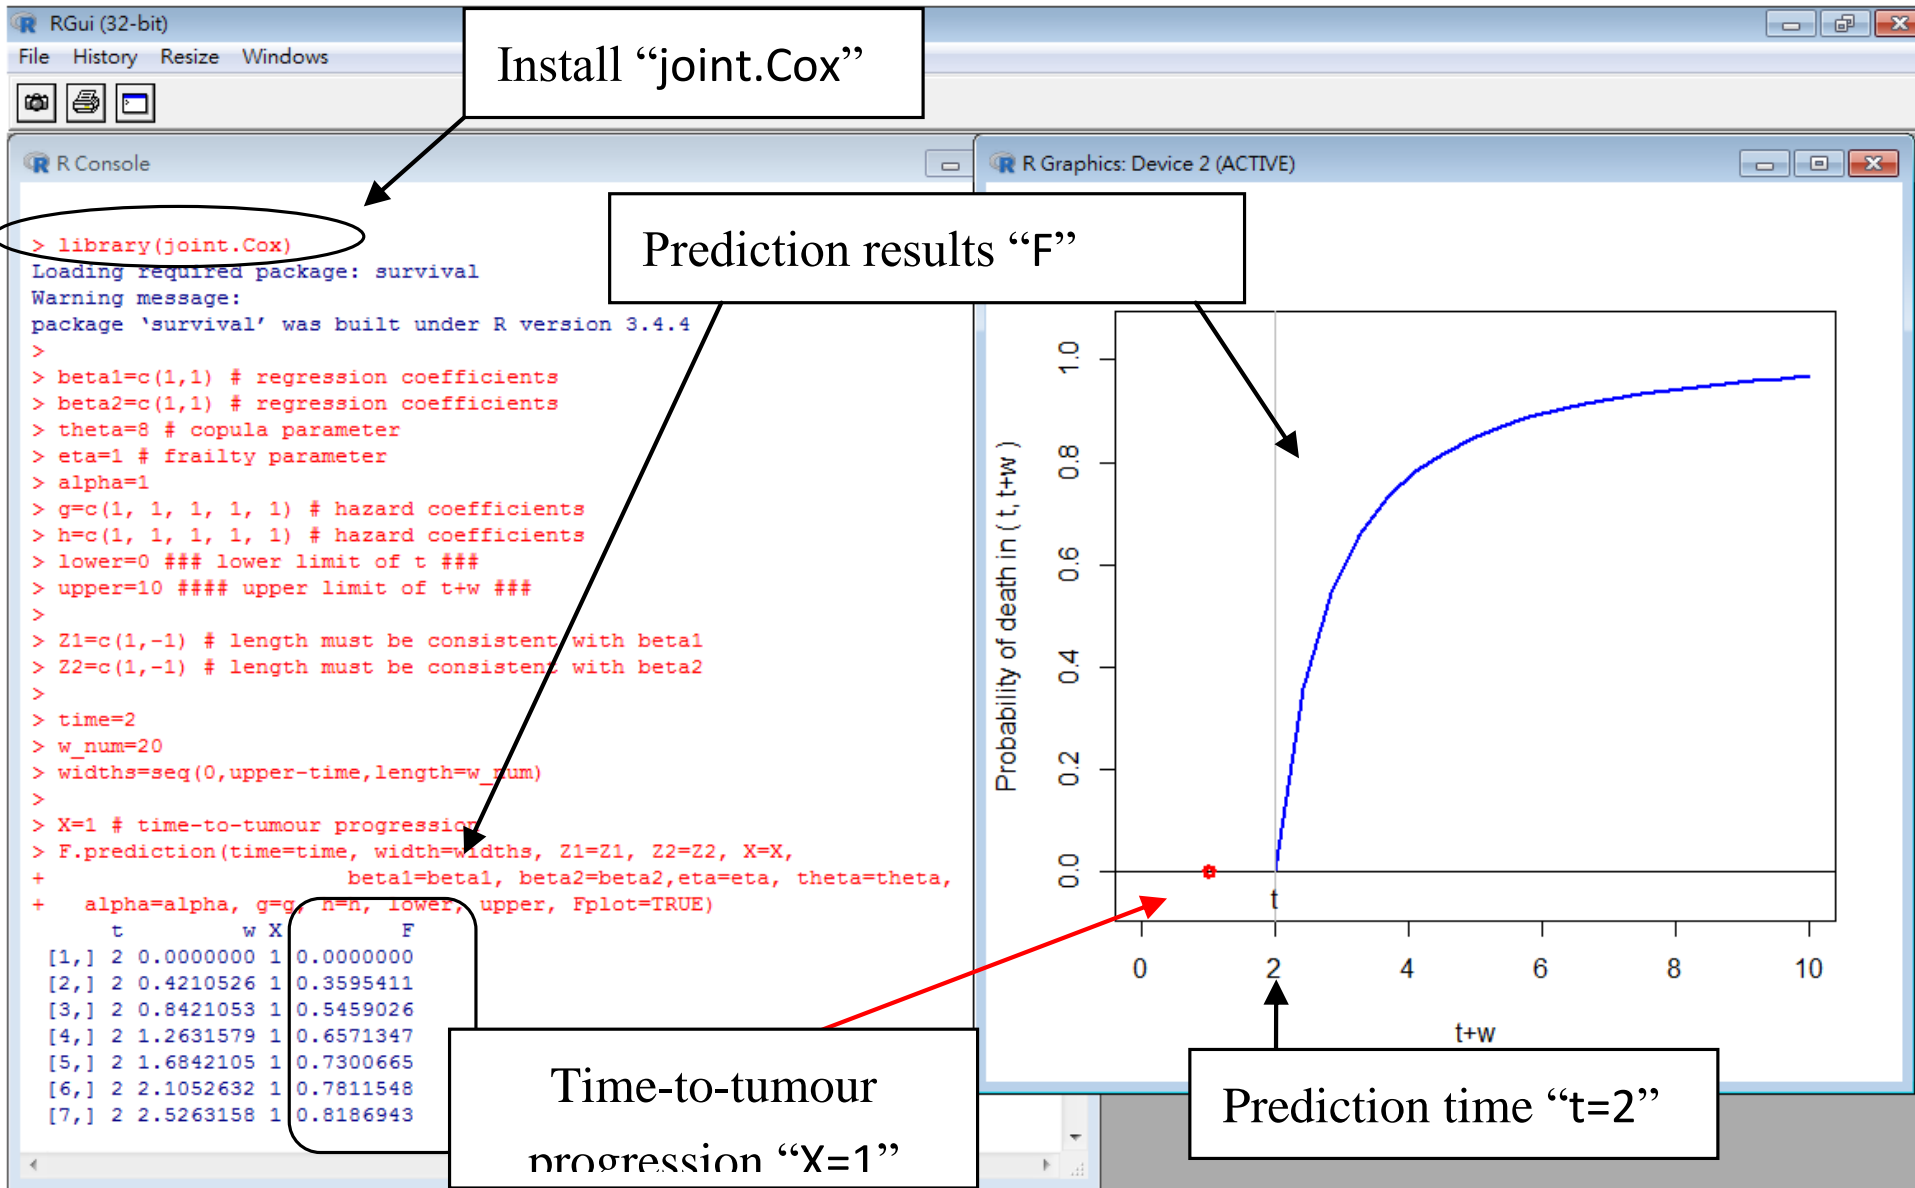 RGui (32-bit)
File History Resize Windows
Install “joint.Cox”
R Console
> library(joint.Cox)
Loading required package: survival
Warning message:
package ‘survival’ was built under R version 3.4.4
>
> beta1=c(1,1) # regression coefficients
> beta2=c(1,1) # regression coefficients
> theta=8 # copula parameter
> eta=1 # frailty parameter
> alpha=1
> g=c(1, 1, 1, 1, 1) # hazard coefficients
> h=c(1, 1, 1, 1, 1) # hazard coefficients
> lower=0 ### lower limit of t ###
> upper=10 #### upper limit of t+w ###
>
> Z1=c(1,-1) # length must be consistent with beta1
> Z2=c(1,-1) # length must be consistent with beta2
>
> time=2
> w_num=20
> widths=seq(0,upper-time,length=w_num)
>
> X=1 # time-to-tumour progression
> F.prediction(time=time, width=widths, Z1=Z1, Z2=Z2, X=X,
+ beta1=beta1, beta2=beta2,eta=eta, theta=theta,
+ alpha=alpha, g=g, h=h, lower, upper, Fplot=TRUE)
t w X F
[1,] 2 0.0000000 1 0.0000000
[2,] 2 0.4210526 1 0.3595411
[3,] 2 0.8421053 1 0.5459026
[4,] 2 1.2631579 1 0.6571347
[5,] 2 1.6842105 1 0.7300665
[6,] 2 2.1052632 1 0.7811548
[7,] 2 2.5263158 1 0.8186943
Prediction results “F”
Time-to-tumour
progression “X=1”
R Graphics: Device 2 (ACTIVE)
Probability of death in ( t, t+w )
1.0
0.8
0.6
0.4
0.2
0.0
t
0 2 4 6 8 10
t+w
Prediction time “t=2”